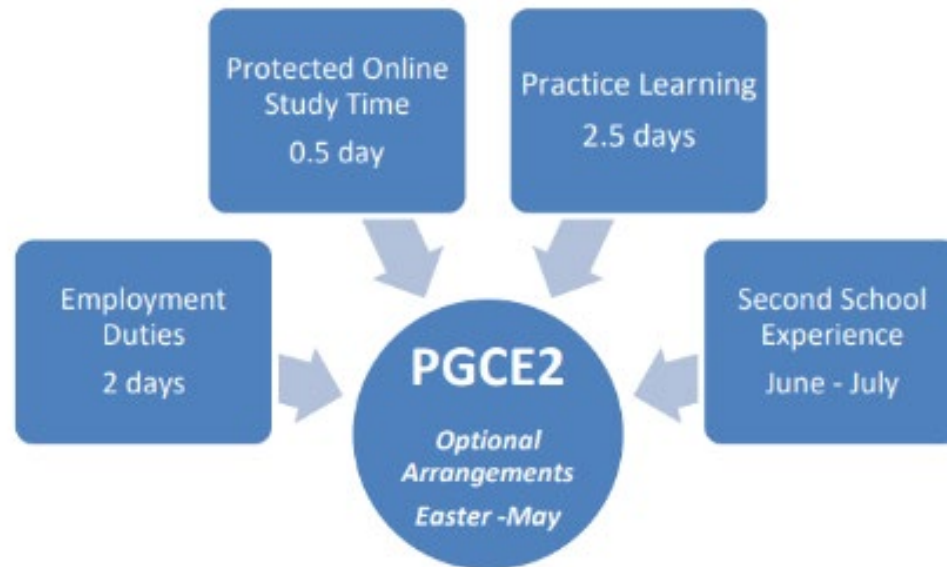 Protected Online
Study Time
0.5 day
Practice Learning
2.5 days
Employment
Duties
2 days
Second School
Experience
June - July
PGCE2
Optional
Arrangements
Easter -May